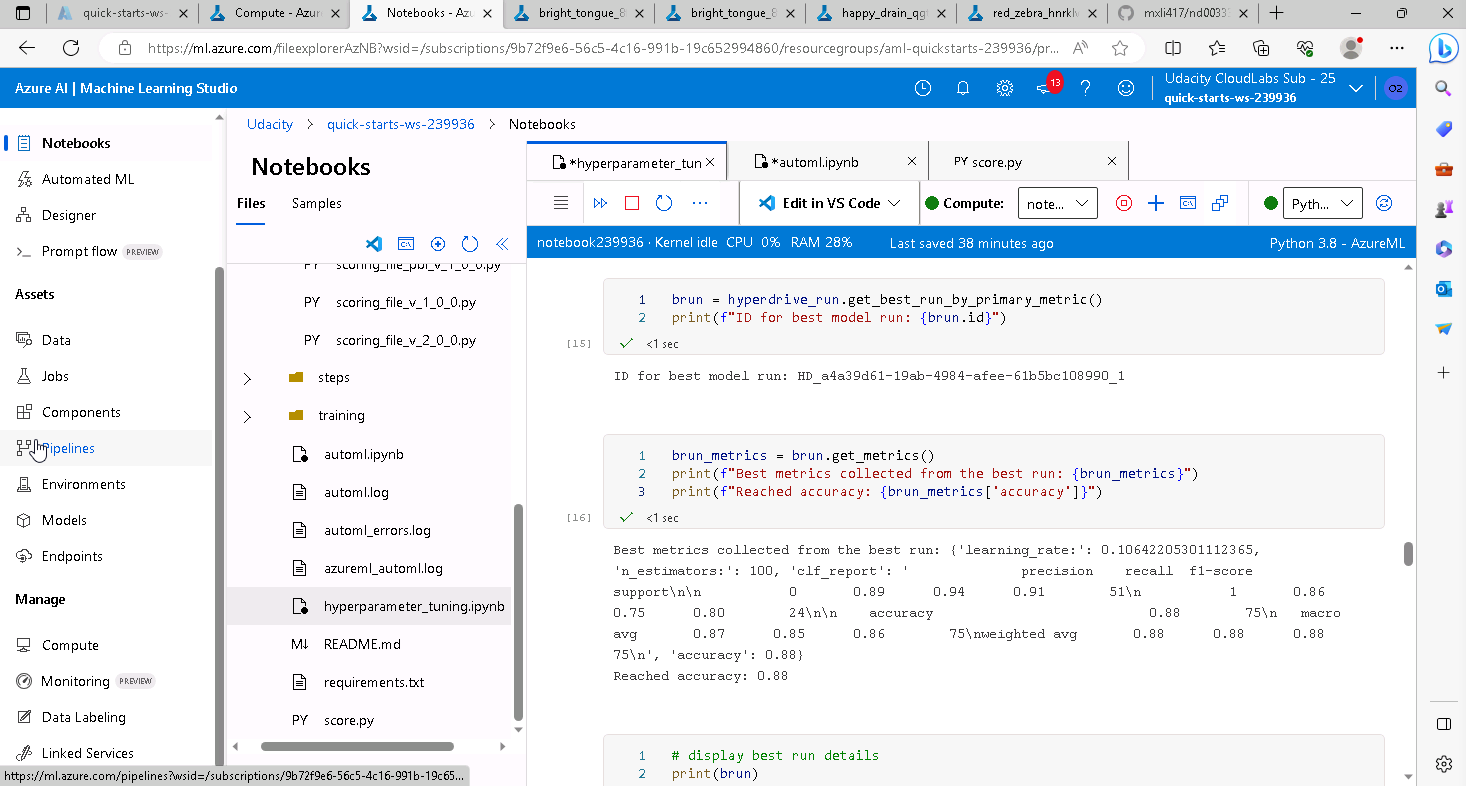 quick-starts-ws-
Compute - Azur
Notebooks - Azu
bright_tongue_8
bright_tongue_8
happy_drain_qg
red_zebra_hnrklv
mxli417/nd0033
https://ml.azure.com/fileexplorerAzNB?wsid=/subscriptions/9b72f9e6-56c5-4c16-991b-19c652994860/resourcegroups/aml-quickstarts-239936/pr...
Azure AI | Machine Learning Studio
13
Udacity CloudLabs Sub - 25
quick-starts-ws-239936
O2
Notebooks
Automated ML
Designer
Prompt flow PREVIEW
Assets
Data
Jobs
Components
Pipelines
Environments
Models
Endpoints
Manage
Compute
Monitoring PREVIEW
Data Labeling
Linked Services
https://ml.azure.com/pipelines?wsid=/subscriptions/9b72f9e6-56c5-4c16-991b-19c65...
Udacity > quick-starts-ws-239936 > Notebooks
Notebooks
Files Samples
scoring_file_pbi_v_1_0_0.py
PY scoring_file_v_1_0_0.py
PY scoring_file_v_2_0_0.py
steps
training
automl.ipynb
automl.log
automl_errors.log
azureml_automl.log
hyperparameter_tuning.ipynb
M↓ README.md
requirements.txt
PY score.py
*hyperparameter_tun
*automl.ipynb
PY score.py
Edit in VS Code
Compute:
note...
Pyth...
notebook239936 · Kernel idle CPU 0% RAM 28% Last saved 38 minutes ago Python 3.8 - AzureML
1 brun = hyperdrive_run.get_best_run_by_primary_metric()
2 print(f"ID for best model run: {brun.id}")
[15] <1 sec
ID for best model run: HD_a4a39d61-19ab-4984-afee-61b5bc108990_1
1 brun_metrics = brun.get_metrics()
2 print(f"Best metrics collected from the best run: {brun_metrics}")
3 print(f"Reached accuracy: {brun_metrics['accuracy']}")
[16] <1 sec
Best metrics collected from the best run: {'learning_rate:': 0.10642205301112365,
'n_estimators:': 100, 'clf_report': ' precision recall f1-score
support\n\n 0 0.89 0.94 0.91 51\n 1 0.86
0.75 0.80 24\n\n accuracy 0.88 75\n macro
avg 0.87 0.85 0.86 75\nweighted avg 0.88 0.88 0.88
75\n', 'accuracy': 0.88}
Reached accuracy: 0.88
1 # display best run details
2 print(brun)